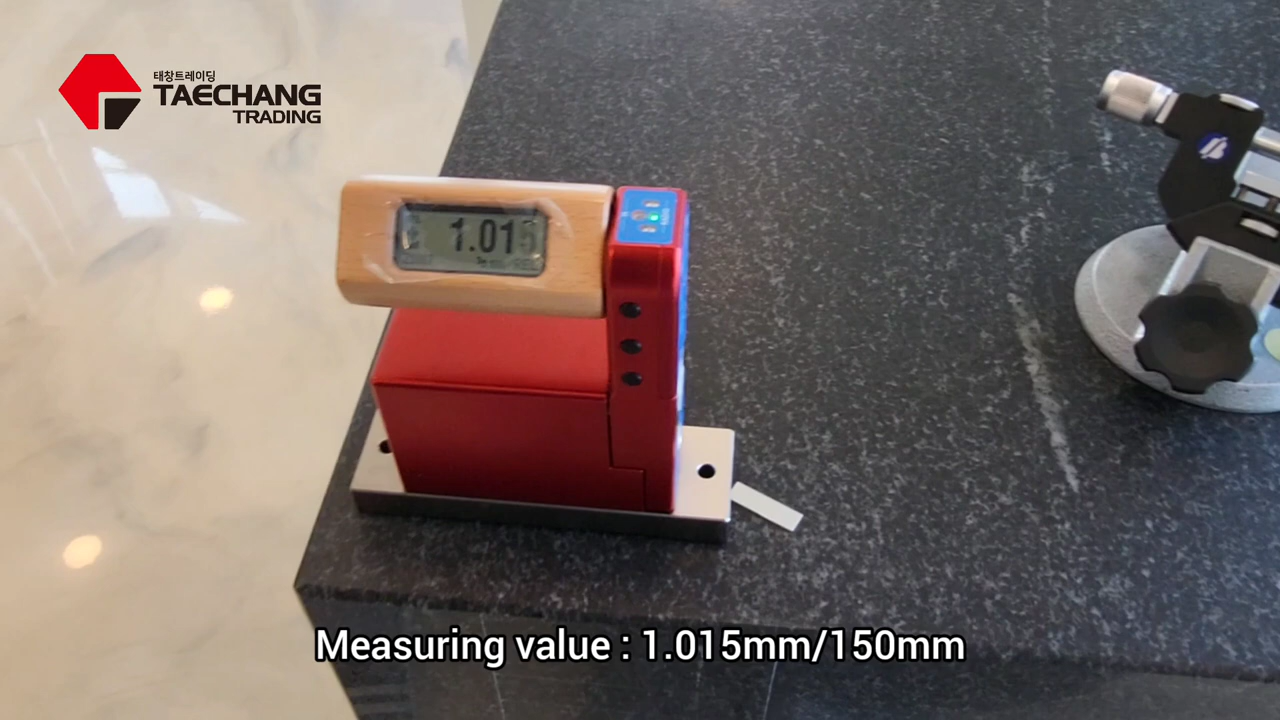 태창트레이딩
TAECHANG
TRADING
1.015
Measuring value : 1.015mm/150mm